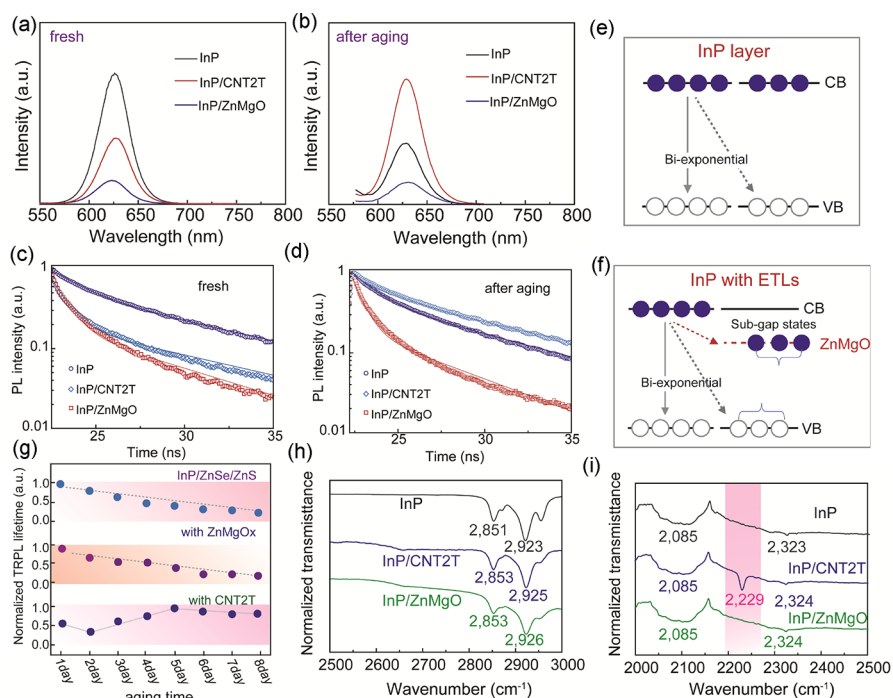 (a)
fresh
InP
InP/CNT2T
InP/ZnMgO
Intensity (a.u.)
550 600 650 700 750 800
Wavelength (nm)
(b)
after aging
InP
InP/CNT2T
InP/ZnMgO
Intensity (a.u.)
550 600 650 700 750 800
Wavelength (nm)
(e)
InP layer
CB
Bi-exponential
VB
(c)
fresh
PL intensity (a.u.)
1
0.1
0.01
InP
InP/CNT2T
InP/ZnMgO
25 30 35
Time (ns)
(d)
after aging
PL intensity (a.u.)
1
0.1
0.01
InP
InP/CNT2T
InP/ZnMgO
25 30 35
Time (ns)
(f)
InP with ETLs
CB
Sub-gap states
ZnMgO
Bi-exponential
VB
(g)
Normalized TRPL lifetime (a.u.)
InP/ZnSe/ZnS
1.0
0.5
0.0
with ZnMgOx
1.0
0.5
0.0
with CNT2T
1.0
0.5
0.0
1day 2day 3day 4day 5day 6day 7day 8day
aging time
(h)
Normalized transmisttance
InP
2,851
2,923
InP/CNT2T
2,853
2,925
InP/ZnMgO
2,853
2,926
2500 2600 2700 2800 2900 3000
Wavenumber (cm⁻¹)
(i)
Normalized transmisttance
InP
2,085
2,323
InP/CNT2T
2,085
2,229
2,324
InP/ZnMgO
2,085
2,324
2000 2100 2200 2300 2400 2500
Wavenumber (cm⁻¹)